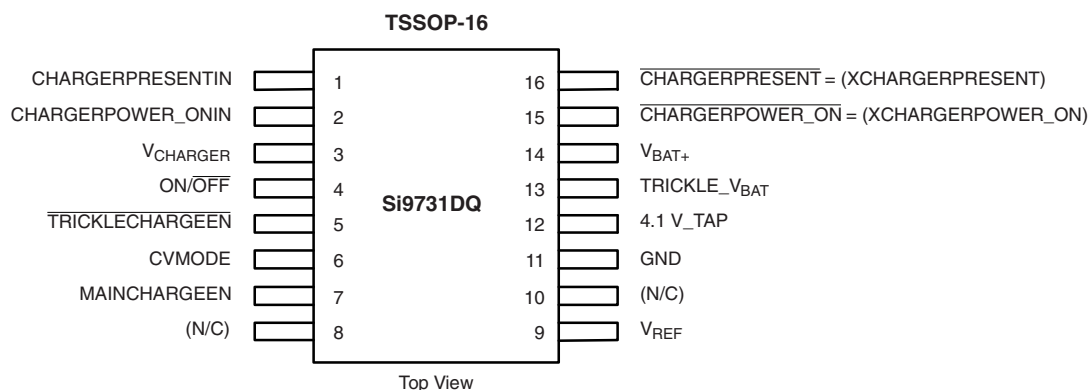 TSSOP-16
CHARGERPRESENTIN 1 16 CHARGERPRESENT = (XCHARGERPRESENT)
CHARGERPOWER_ONIN 2 15 CHARGERPOWER_ON = (XCHARGERPOWER_ON)
VCHARGER 3 14 VBAT+
ON/OFF 4 13 TRICKLE_VBAT
Si9731DQ
TRICKLECHARGEEN 5 12 4.1 V_TAP
CVMODE 6 11 GND
MAINCHARGEEN 7 10 (N/C)
(N/C) 8 9 VREF
Top View